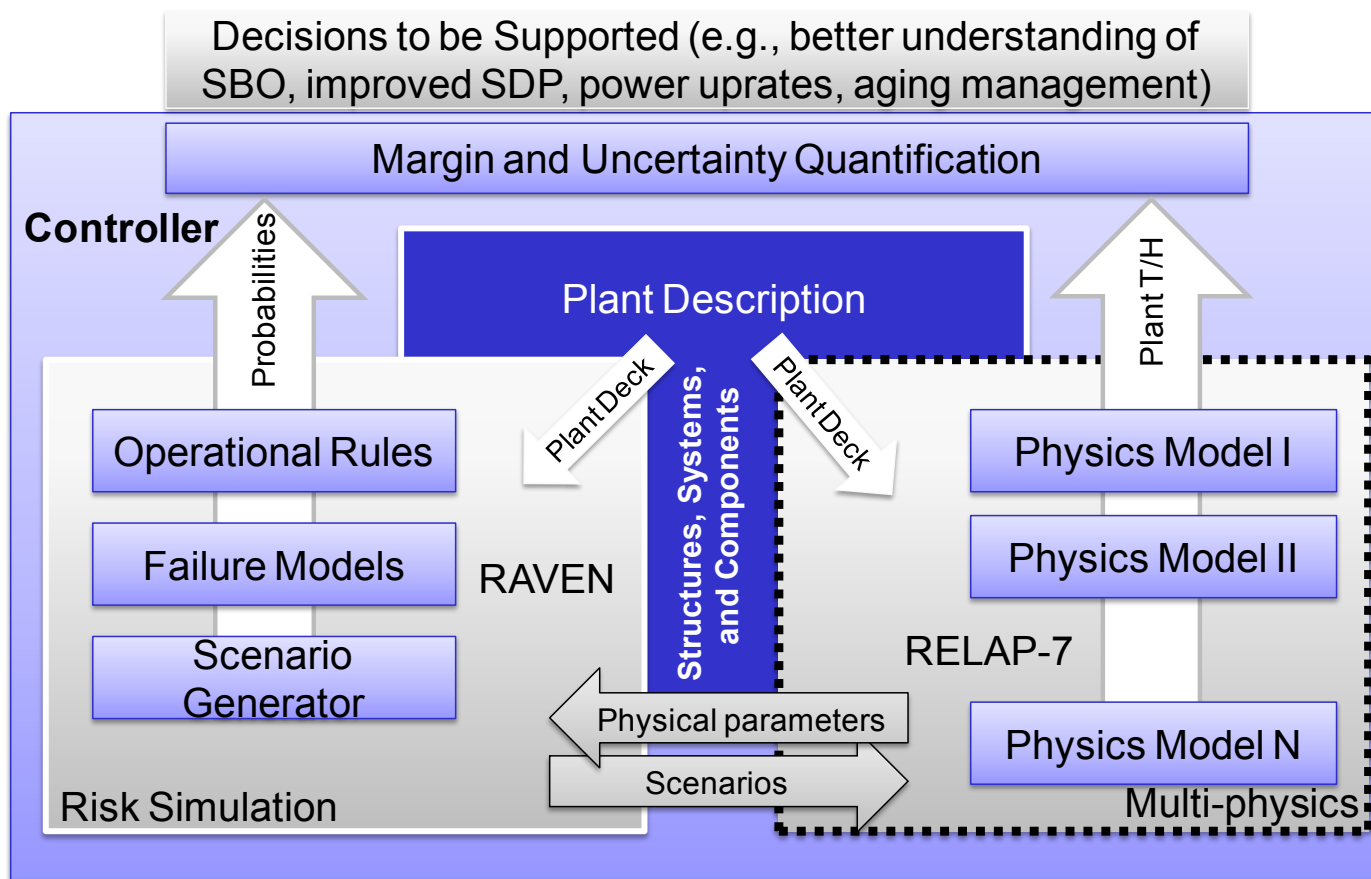 Decisions to be Supported (e.g., better understanding of
SBO, improved SDP, power uprates, aging management)
Margin and Uncertainty Quantification
Controller
Probabilities
Plant T/H
Plant Description
Plant Deck
Plant Deck
Structures, Systems,
and Components
Operational Rules
Failure Models
RAVEN
Scenario
Generator
Risk Simulation
Physics Model I
Physics Model II
RELAP-7
Physics Model N
Multi-physics
Physical parameters
Scenarios